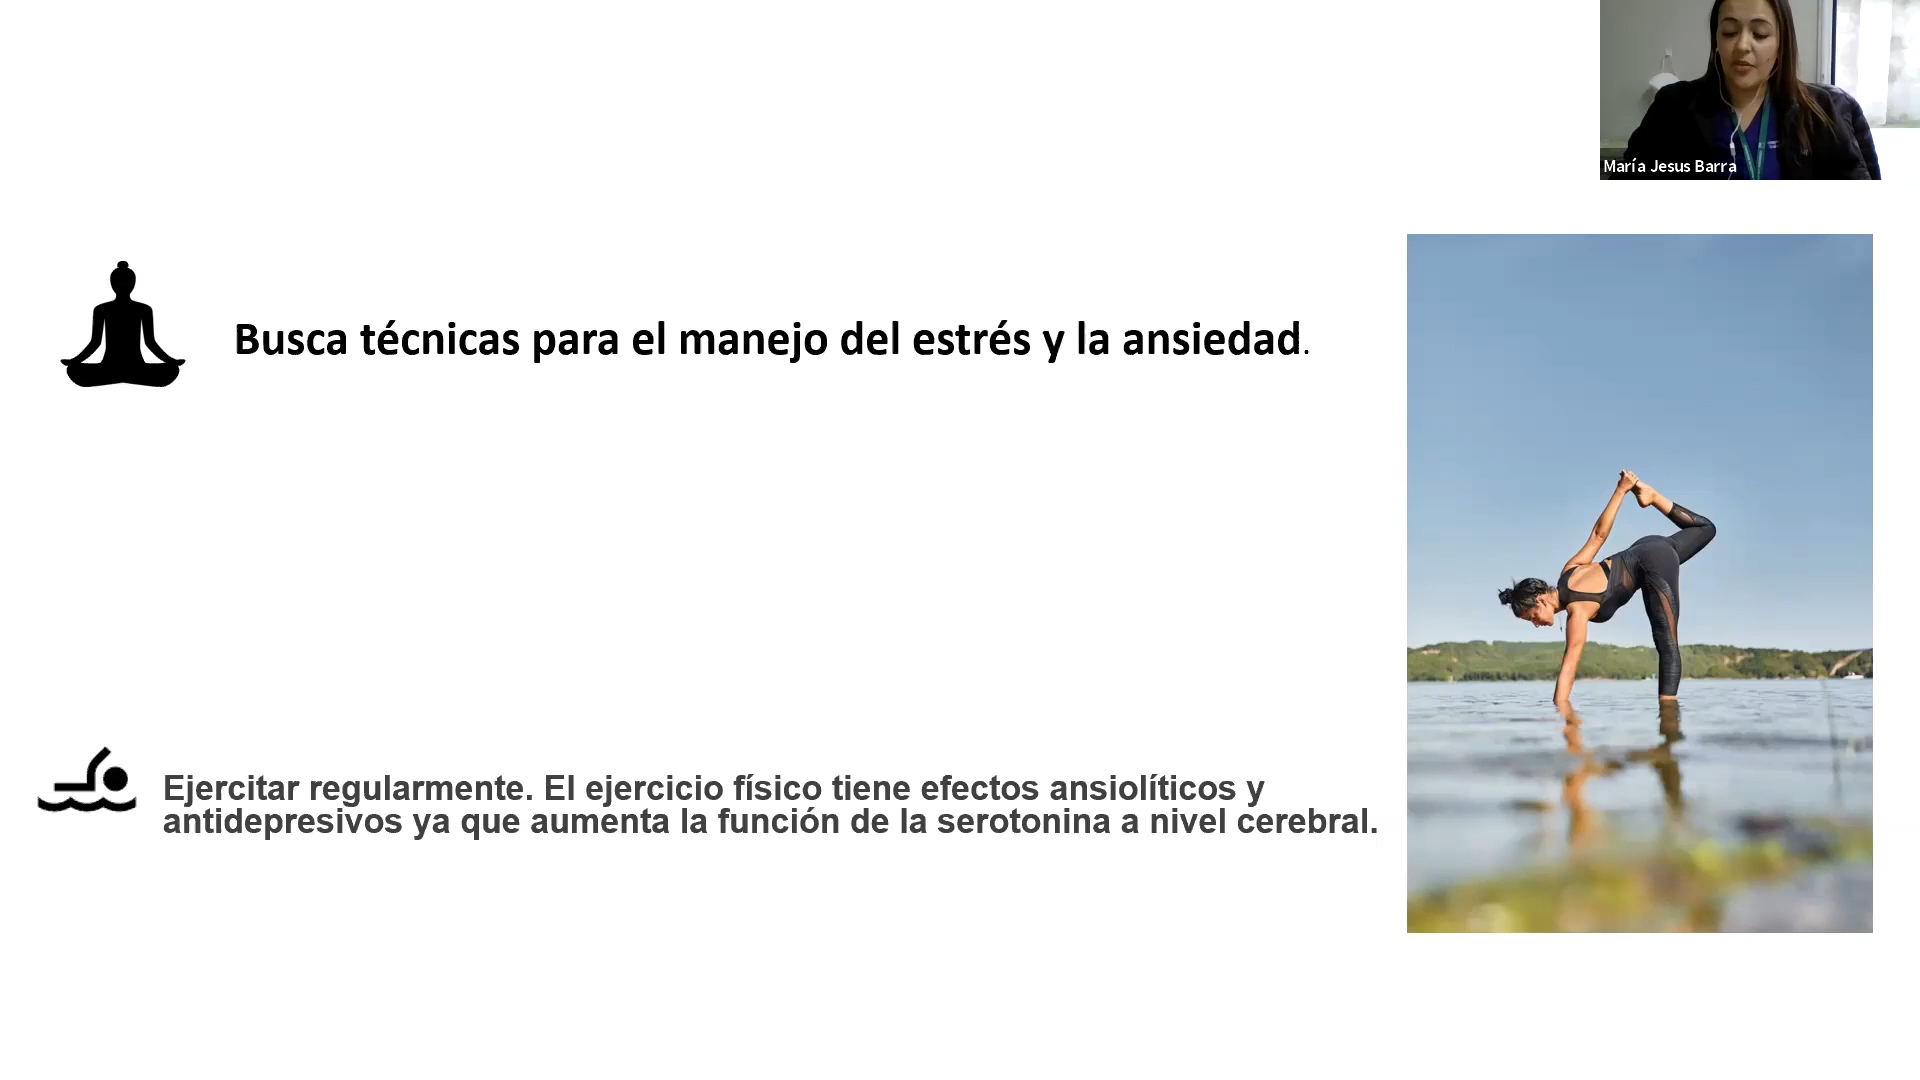 María Jesus Barra
Busca técnicas para el manejo del estrés y la ansiedad.
Ejercitar regularmente. El ejercicio físico tiene efectos ansiolíticos y
antidepresivos ya que aumenta la función de la serotonina a nivel cerebral.